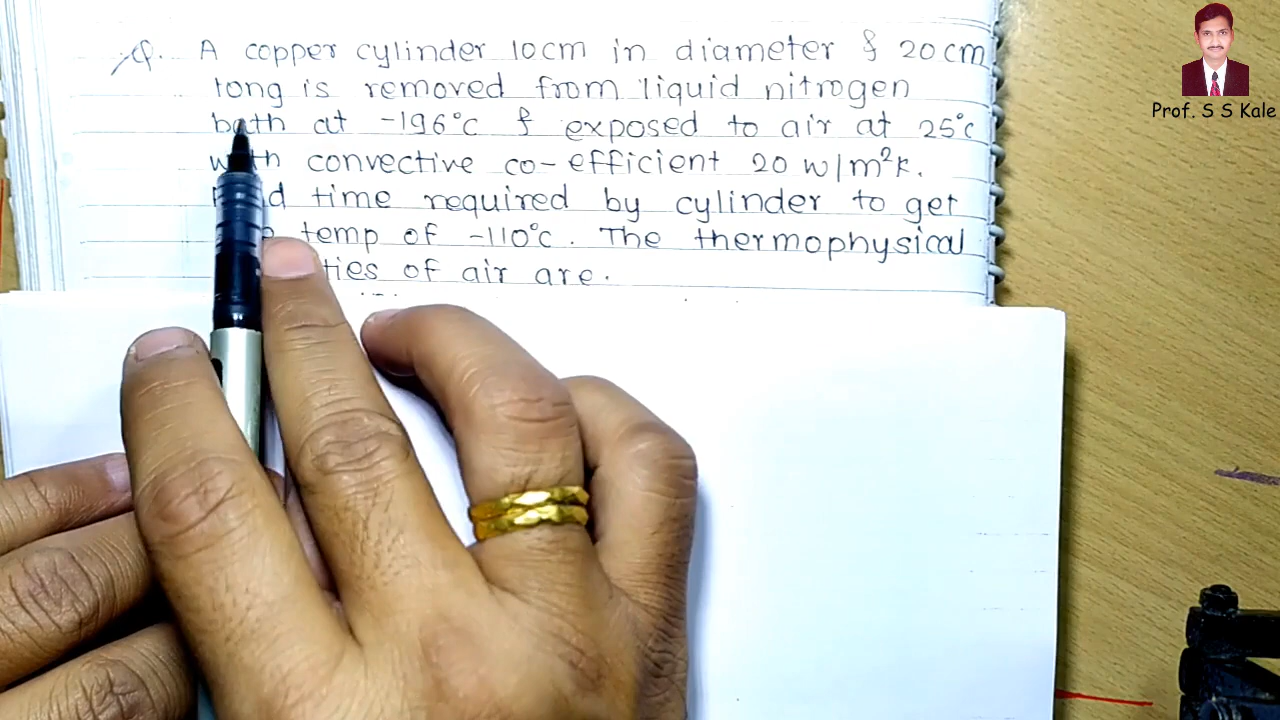 Q. A copper cylinder 10cm in diameter & 20cm
long is removed from liquid nitrogen
bath at -196°c & exposed to air at 25°c
with convective co-efficient 20 w/m²k.
time required by cylinder to get
temp of -110°c. The thermophysical
of air are.
Prof. S S Kale